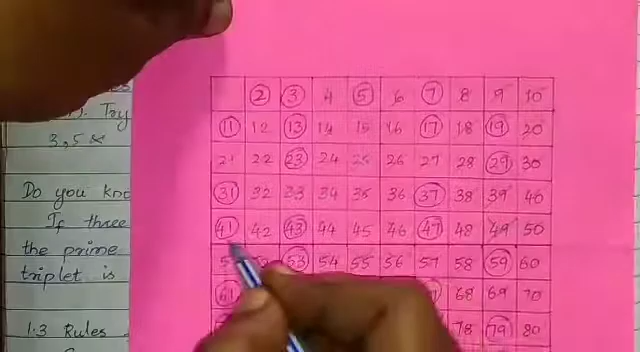 Try
3,5 x
Do you kno
If three
the prime
triplet is
1.3 Rules
2 3 4 5 6 7 8 9 10
11 12 13 14 15 16 17 18 19 20
21 22 23 24 25 26 27 28 29 30
31 32 33 34 35 36 37 38 39 40
41 42 43 44 45 46 47 48 49 50
53 54 55 56 57 58 59 60
61 68 69 70
78 79 80